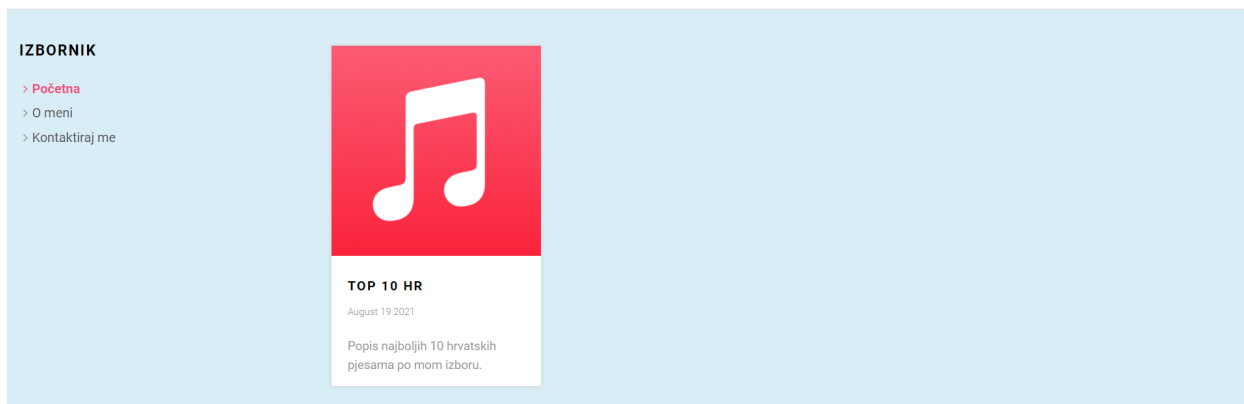 IZBORNIK
Početna
O meni
Kontaktiraj me
TOP 10 HR
August 19 2021
Popis najboljih 10 hrvatskih
pjesama po mom izboru.